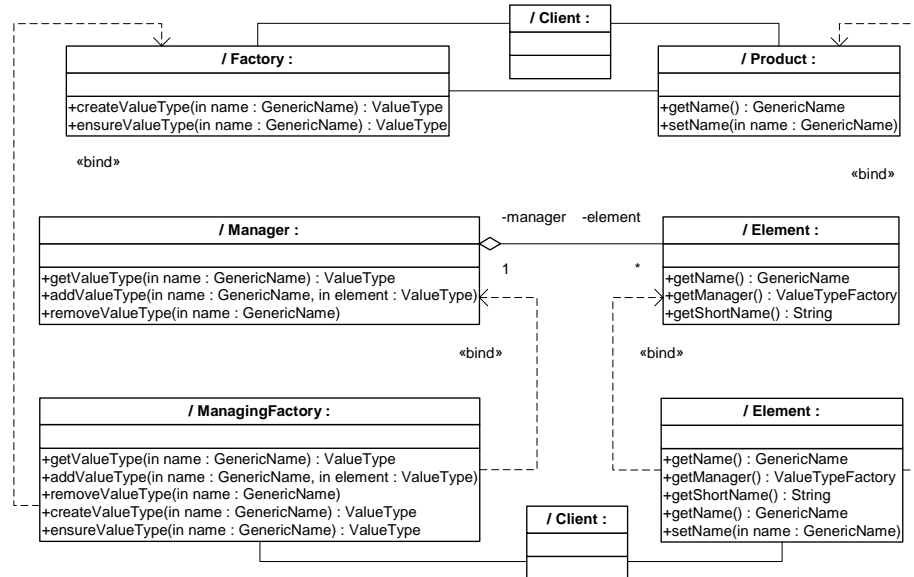 / Client :
/ Factory :
+createValueType(in name : GenericName) : ValueType
+ensureValueType(in name : GenericName) : ValueType
/ Product :
+getName() : GenericName
+setName(in name : GenericName)
«bind»
«bind»
/ Manager :
+getValueType(in name : GenericName) : ValueType
+addValueType(in name : GenericName, in element : ValueType)
+removeValueType(in name : GenericName)
-manager
-element
1
*
/ Element :
+getName() : GenericName
+getManager() : ValueTypeFactory
+getShortName() : String
«bind»
«bind»
/ ManagingFactory :
+getValueType(in name : GenericName) : ValueType
+addValueType(in name : GenericName, in element : ValueType)
+removeValueType(in name : GenericName)
+createValueType(in name : GenericName) : ValueType
+ensureValueType(in name : GenericName) : ValueType
/ Element :
+getName() : GenericName
+getManager() : ValueTypeFactory
+getShortName() : String
+getName() : GenericName
+setName(in name : GenericName)
/ Client :